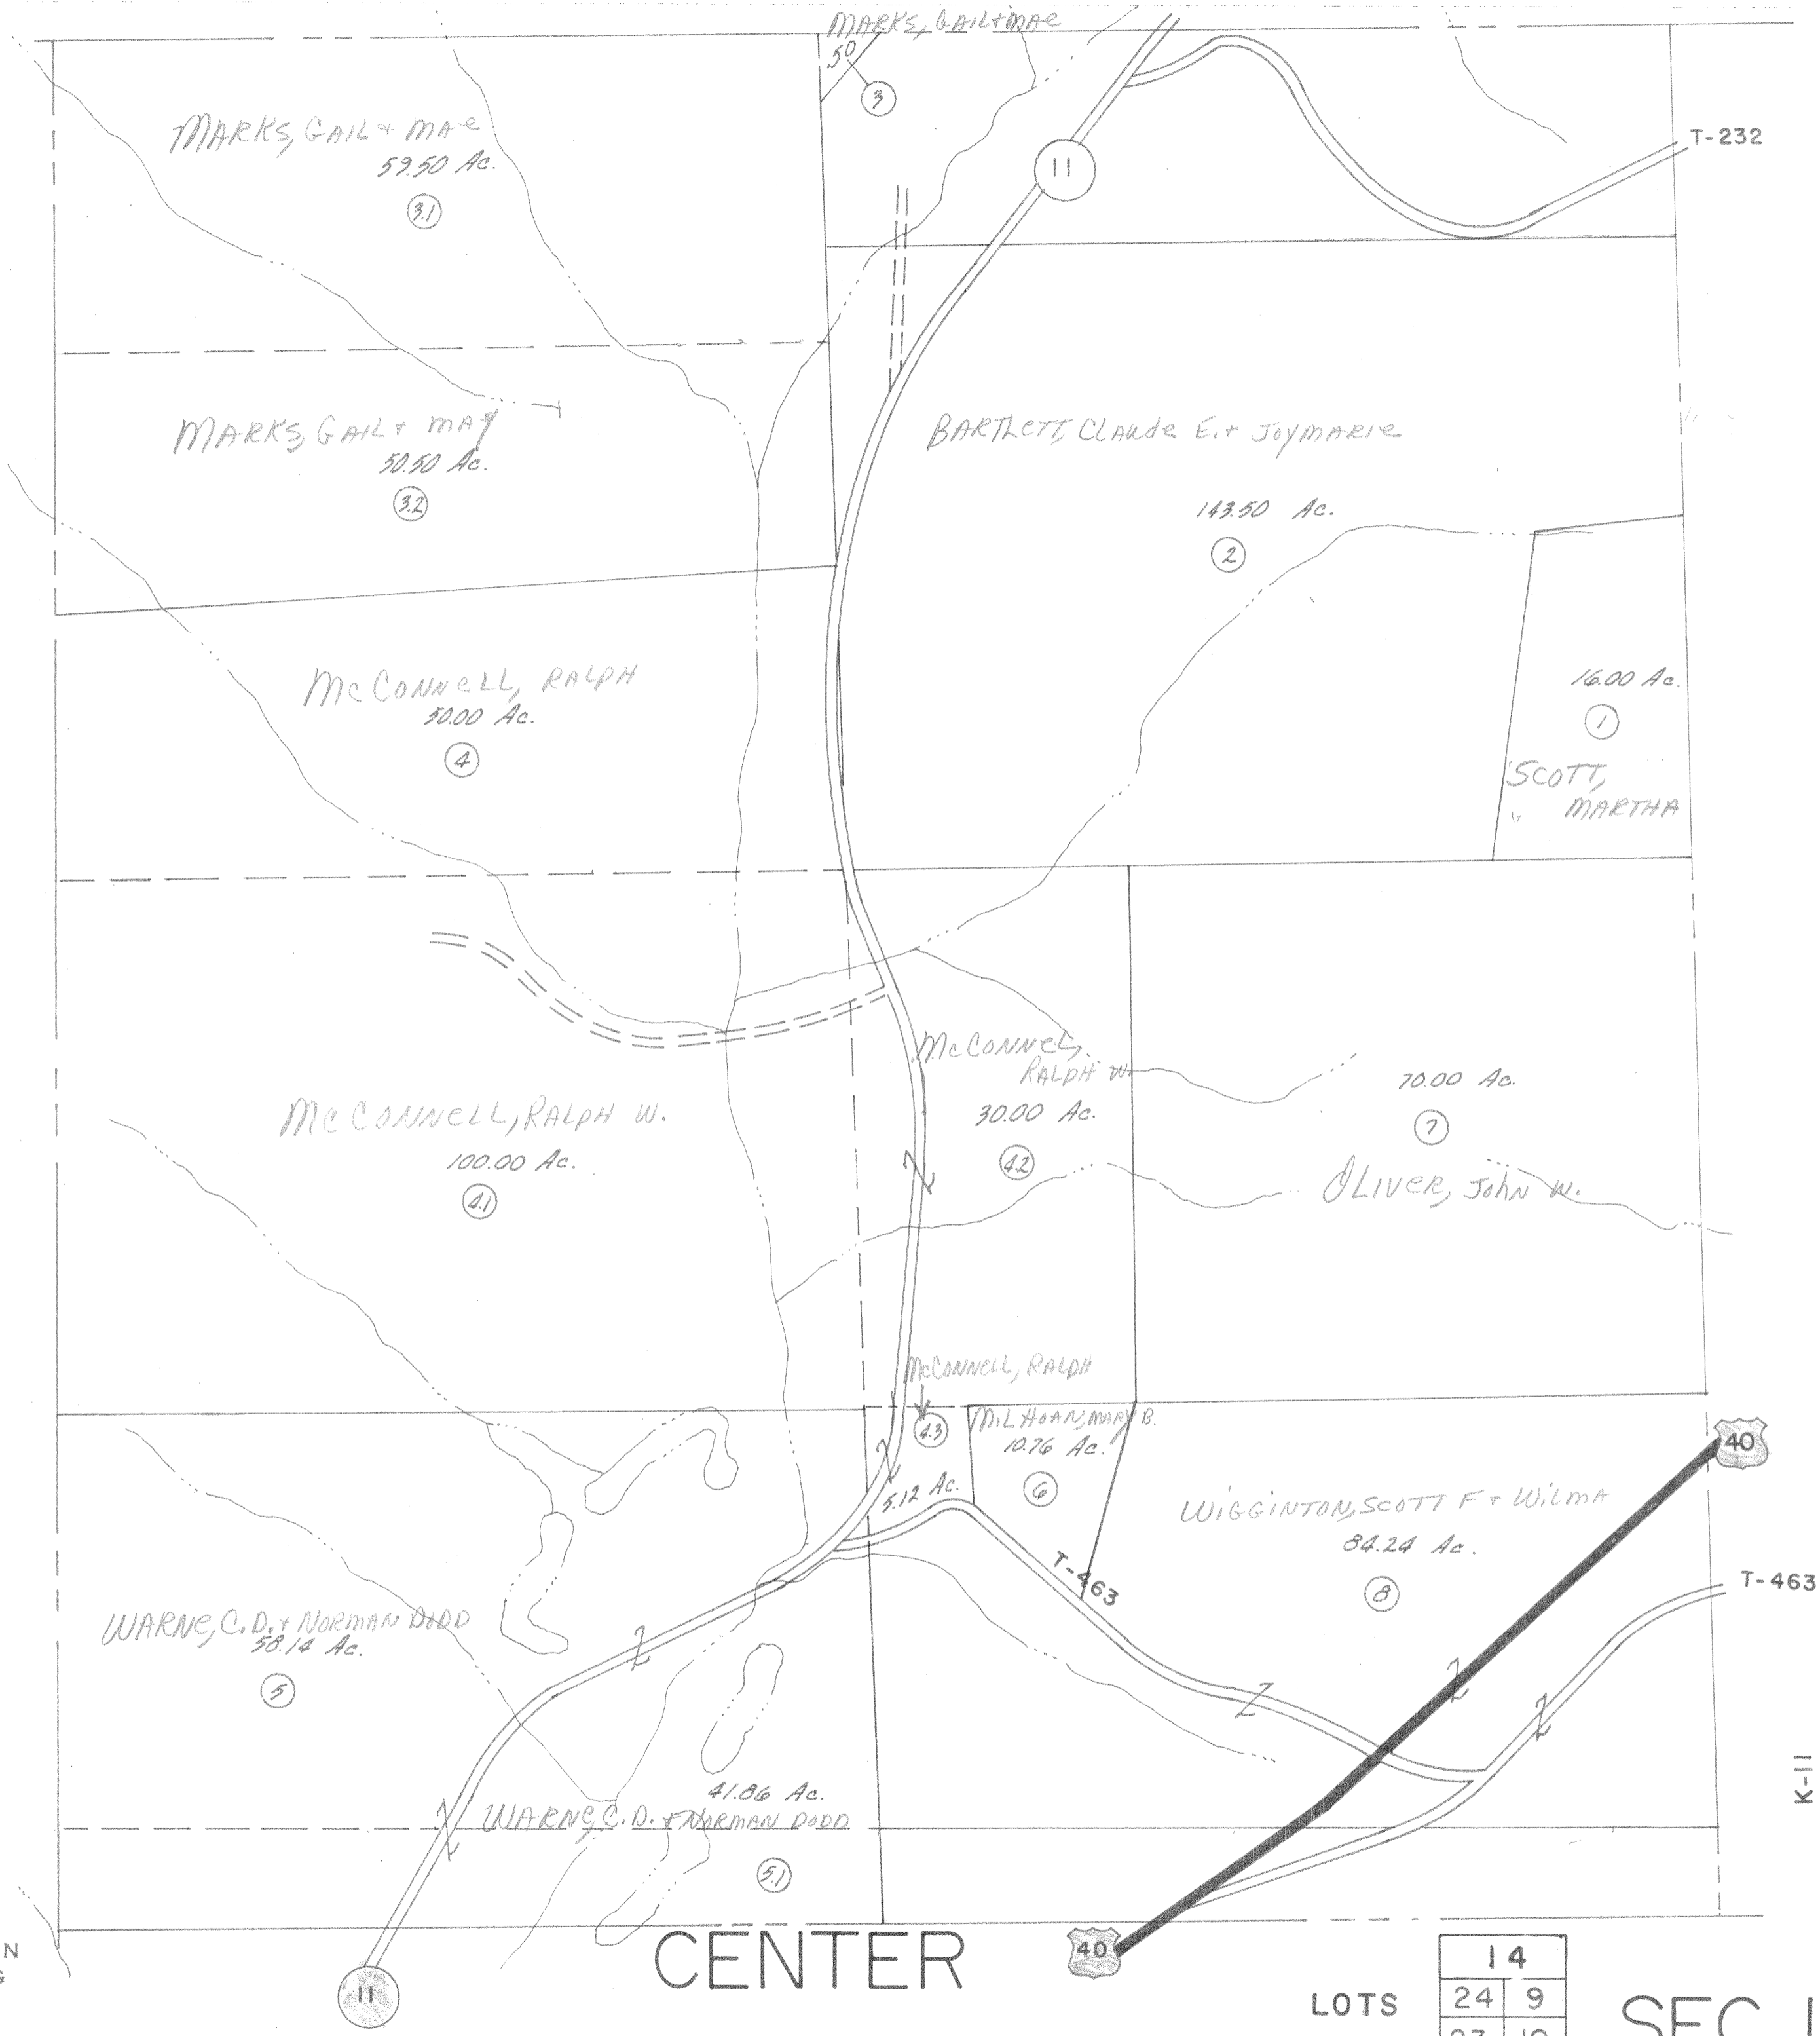 MARKS, GAIL + MAE
.50
3
MARKS, GAIL + MAE
59.50 Ac.
3.1
11
T-232
MARKS, GAIL + MAY
50.50 Ac.
3.2
BARTLETT, CLAUDE E. + JOYMARIE
143.50 Ac.
2
McCONNELL, RALPH
50.00 Ac.
4
16.00 Ac.
1
SCOTT,
MARTHA
McCONNEL,
RALPH W.
30.00 Ac.
4.2
70.00 Ac.
7
OLIVER, JOHN W.
McCONNELL, RALPH W.
100.00 Ac.
4.1
McCONNELL, RALPH
4.3
5.12 Ac.
MILHOAN, MARY B.
10.76 Ac.
6
40
WIGGINTON, SCOTT F + WILMA
84.24 Ac.
8
T-463
T-463
WARNE, C.D. + NORMAN DODD
58.14 Ac.
5
41.86 Ac.
WARNE, C.D. + NORMAN DODD
5.1
K-11
N
CENTER
40
11
LOTS
14
24 9
SEC